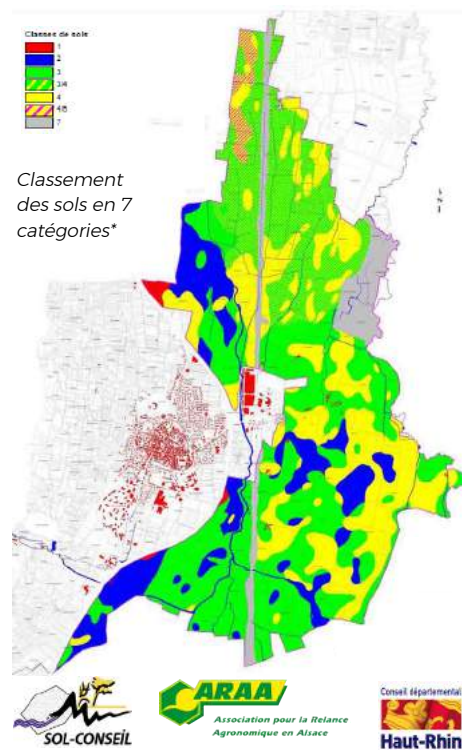 Classes de sols
1
2
3
3/4
4
4/5
7
Classement
des sols en 7
catégories*
SOL-CONSEIL
ARAA
Association pour la Relance
Agronomique en Alsace
Conseil départemental
Haut-Rhin